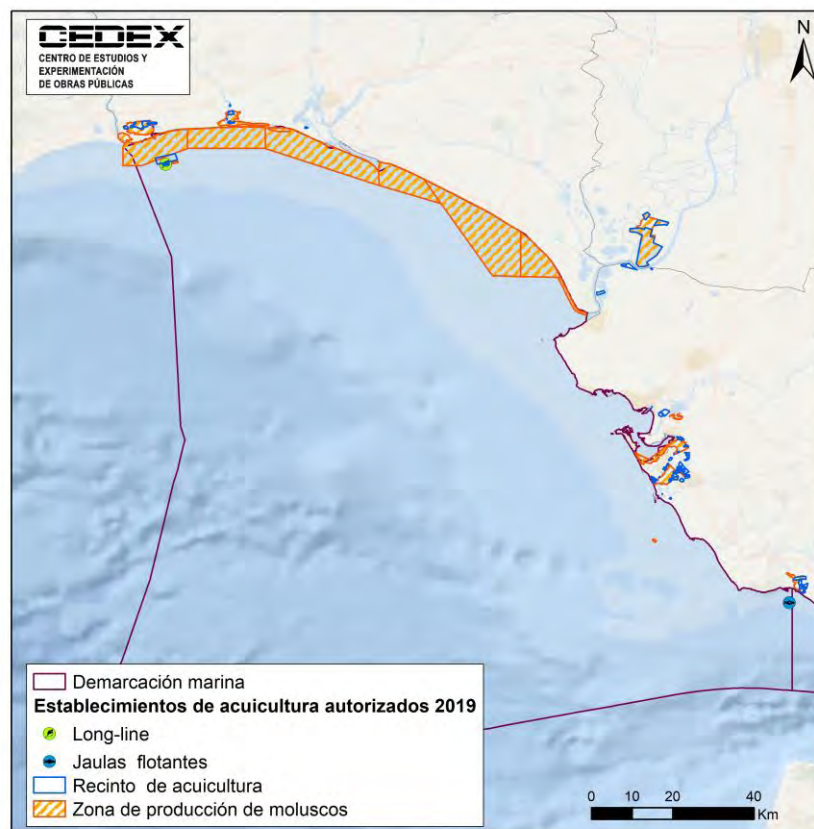 CEDEX
CENTRO DE ESTUDIOS Y
EXPERIMENTACIÓN
DE OBRAS PÚBLICAS
N
Demarcación marina
Establecimientos de acuicultura autorizados 2019
Long-line
Jaulas flotantes
Recinto de acuicultura
Zona de producción de moluscos
0 10 20 40
Km